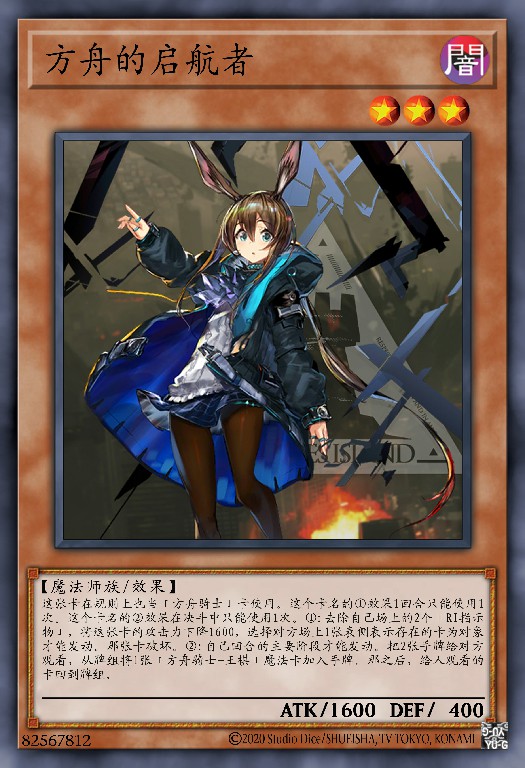 方舟的启航者
闇
RHODES ISLAND
【魔法师族/效果】
这张卡在规则上也当「方舟骑士」卡使用。这个卡名的①效果1回合只能使用1
次，这个卡名的②效果在决斗中只能使用1次。①:去除自己场上的2个「RI指示
物」，将这张卡的攻击力下降1600，选择对方场上1张表侧表示存在的卡为对象
才能发动。那张卡破坏。②:自己回合的主要阶段才能发动。把2张手牌给对方
观看，从牌组将1张「方舟骑士-王棋」魔法卡加入手牌。那之后，给人观看的
卡回到牌组。
ATK/1600 DEF/ 400
82567812
©2020 Studio Dice/SHUEISHA, TV TOKYO, KONAMI